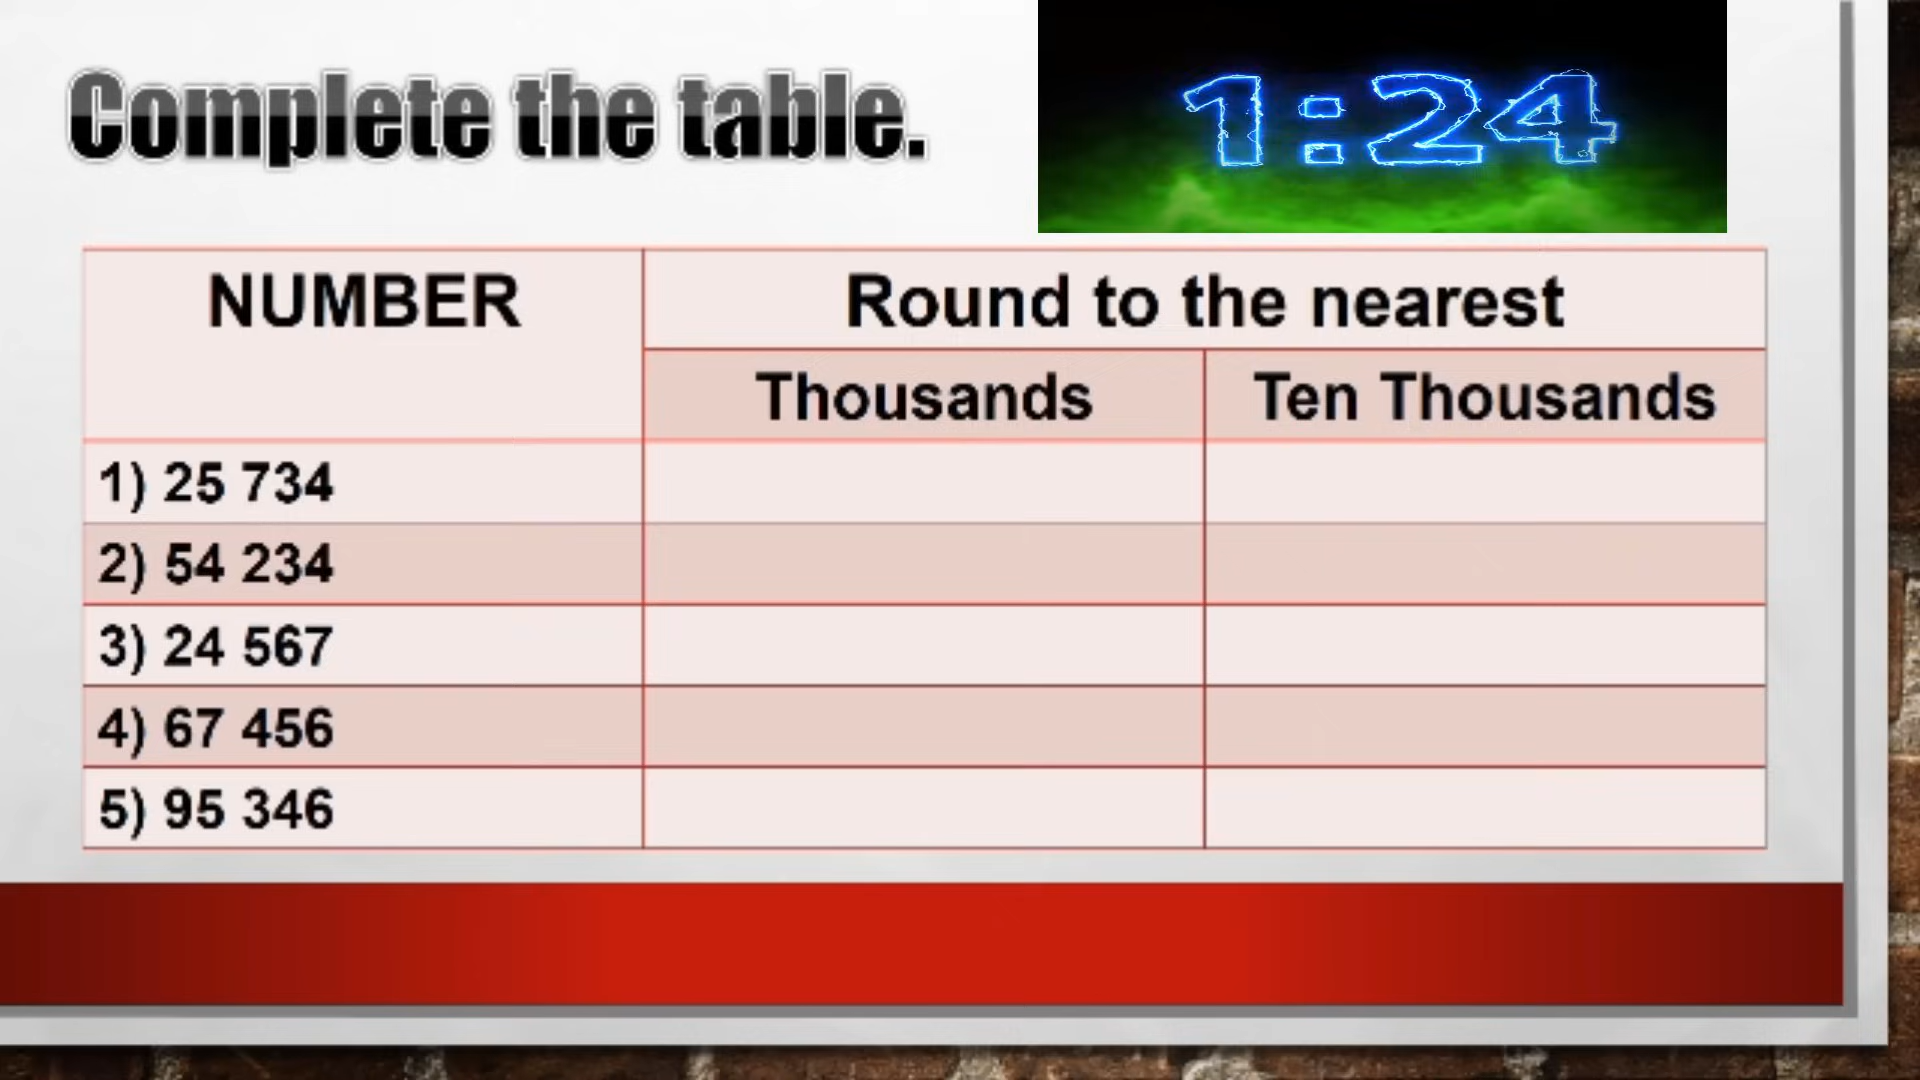 Complete the table.
1:24
NUMBER
Round to the nearest
Thousands
Ten Thousands
1) 25 734
2) 54 234
3) 24 567
4) 67 456
5) 95 346